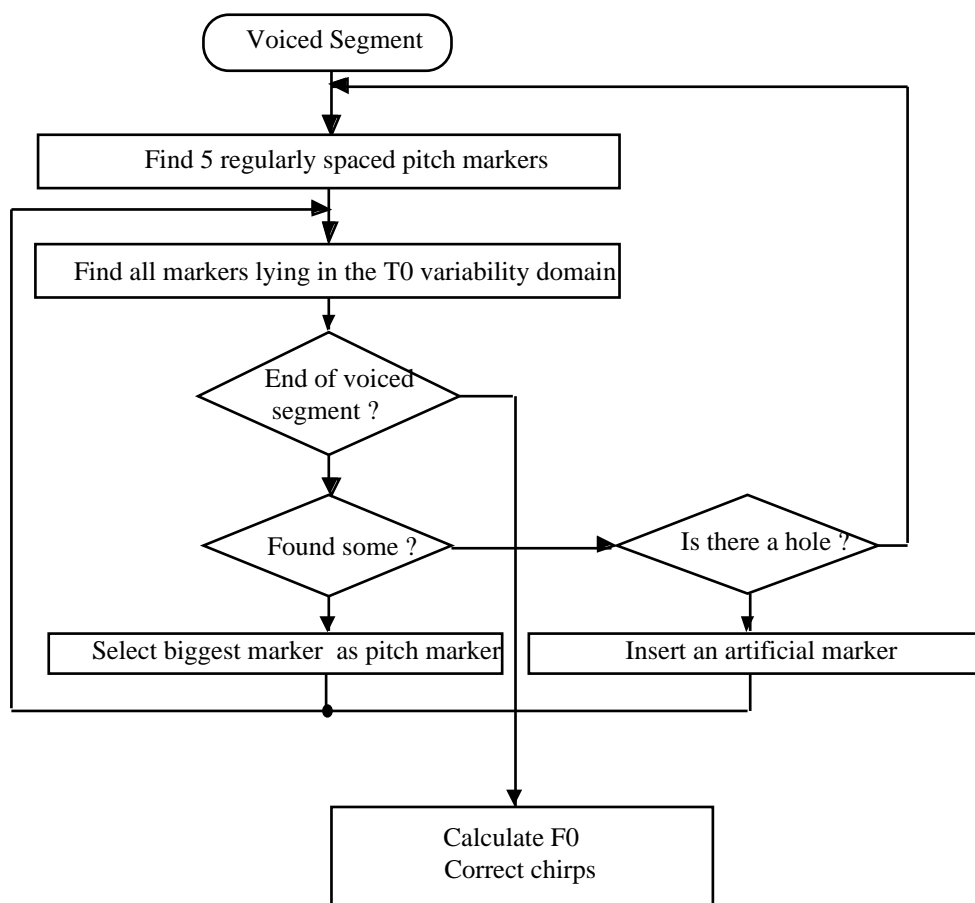 Voiced Segment
Find 5 regularly spaced pitch markers
Find all markers lying in the T0 variability domain
End of voiced
segment ?
Found some ?
Is there a hole ?
Select biggest marker as pitch marker
Insert an artificial marker
Calculate F0
Correct chirps